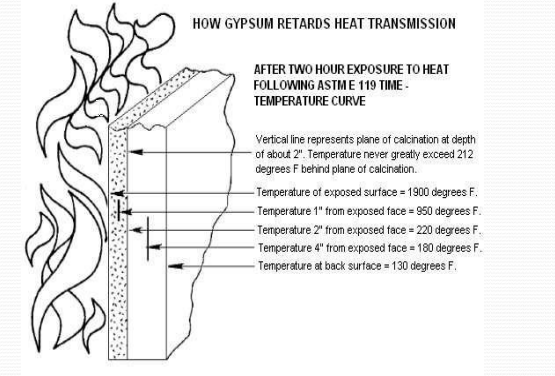 HOW GYPSUM RETARDS HEAT TRANSMISSION
AFTER TWO HOUR EXPOSURE TO HEAT
FOLLOWING ASTM E 119 TIME -
TEMPERATURE CURVE
Vertical line represents plane of calcination at depth
of about 2". Temperature never greatly exceed 212
degrees F behind plane of calcination.
Temperature of exposed surface = 1900 degrees F.
Temperature 1" from exposed face = 950 degrees F.
Temperature 2" from exposed face = 220 degrees F.
Temperature 4" from exposed face = 180 degrees F.
Temperature at back surface = 130 degrees F.